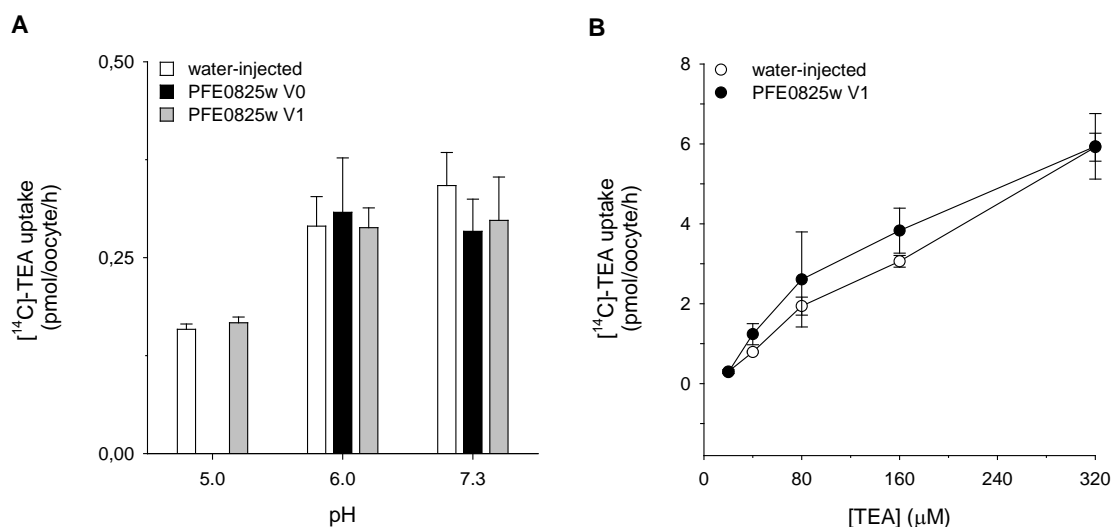 A
0,50
0,25
0,00
[¹⁴C]-TEA uptake
(pmol/oocyte/h)
water-injected
PFE0825w V0
PFE0825w V1
5.0 6.0 7.3
pH
B
8
6
4
2
0
[¹⁴C]-TEA uptake
(pmol/oocyte/h)
water-injected
PFE0825w V1
0 80 160 240 320
[TEA] (μM)